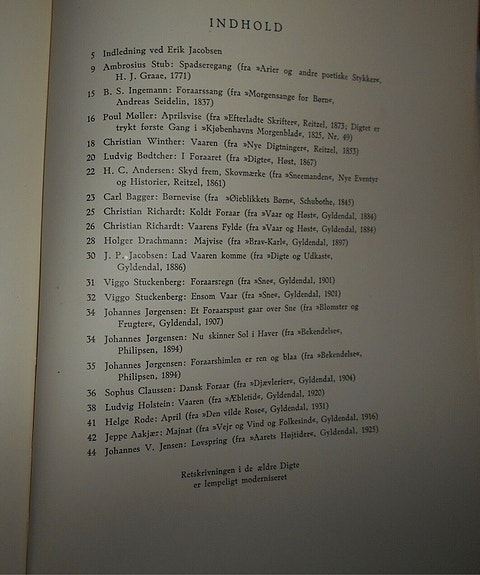 INDHOLD
5 Indledning ved Erik Jacobsen
9 Ambrosius Stub: Spadseregang (fra »Arier og andre poetiske Stykker«,
H. J. Graae, 1771)
15 B. S. Ingemann: Foraarssang (fra »Morgensange for Børn«,
Andreas Seidelin, 1837)
16 Poul Møller: Aprilsvise (fra »Efterladte Skrifter«, Reitzel, 1873; Digtet er
trykt første Gang i »Kjøbenhavns Morgenblad«, 1825, Nr. 49)
18 Christian Winther: Vaaren (fra »Nye Digtninger«, Reitzel, 1853)
20 Ludvig Bødtcher: I Foraaret (fra »Digte«, Høst, 1867)
22 H. C. Andersen: Skyd frem, Skovmærke (fra »Sneemanden«, Nye Eventyr
og Historier, Reitzel, 1861)
23 Carl Bagger: Børnevise (fra »Øieblikkets Børn«, Schubothe, 1845)
25 Christian Richardt: Koldt Foraar (fra »Vaar og Høst«, Gyldendal, 1884)
26 Christian Richardt: Vaarens Fylde (fra »Vaar og Høst«, Gyldendal, 1884)
28 Holger Drachmann: Majvise (fra »Brav-Karl«, Gyldendal, 1897)
30 J. P. Jacobsen: Lad Vaaren komme (fra »Digte og Udkast«,
Gyldendal, 1886)
31 Viggo Stuckenberg: Foraarsregn (fra »Sne«, Gyldendal, 1901)
32 Viggo Stuckenberg: Ensom Vaar (fra »Sne«, Gyldendal, 1901)
34 Johannes Jørgensen: Et Foraarspust gaar over Sne (fra »Blomster og
Frugter«, Gyldendal, 1907)
34 Johannes Jørgensen: Nu skinner Sol i Haver (fra »Bekendelse«,
Philipsen, 1894)
35 Johannes Jørgensen: Foraarshimlen er ren og blaa (fra »Bekendelse«,
Philipsen, 1894)
36 Sophus Claussen: Dansk Foraar (fra »Djævlerier«, Gyldendal, 1904)
38 Ludvig Holstein: Vaaren (fra »Æbletid«, Gyldendal, 1920)
41 Helge Rode: April (fra »Den vilde Rose«, Gyldendal, 1931)
42 Jeppe Aakjær: Majnat (fra »Vejr og Vind og Folkesind«, Gyldendal, 1916)
44 Johannes V. Jensen: Løvspring (fra »Aarets Højtider«, Gyldendal, 1925)
Retskrivningen i de ældre Digte
er lempeligt moderniseret